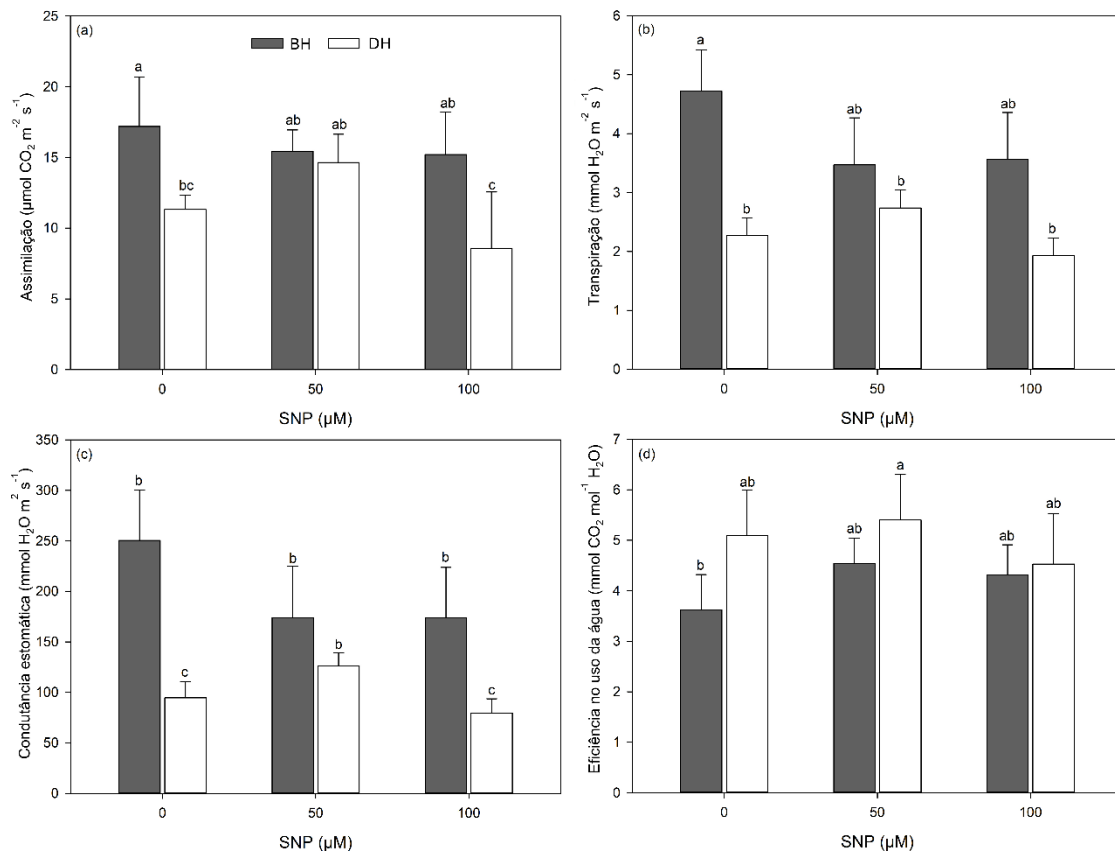 (a)
BH DH
Assimilação (µmol CO₂ m⁻² s⁻¹)
25
20
15
10
5
0
a
bc
ab
ab
ab
c
0 50 100
SNP (µM)
(b)
Transpiração (mmol H₂O m⁻² s⁻¹)
6
5
4
3
2
1
0
a
b
ab
b
ab
b
0 50 100
SNP (µM)
(c)
Condutância estomática (mmol H₂O m² s⁻¹)
350
300
250
200
150
100
50
0
b
c
b
b
b
c
0 50 100
SNP (µM)
(d)
Eficiência no uso da água (mmol CO₂ mol⁻¹ H₂O)
7
6
5
4
3
2
1
0
b
ab
ab
a
ab
ab
0 50 100
SNP (µM)